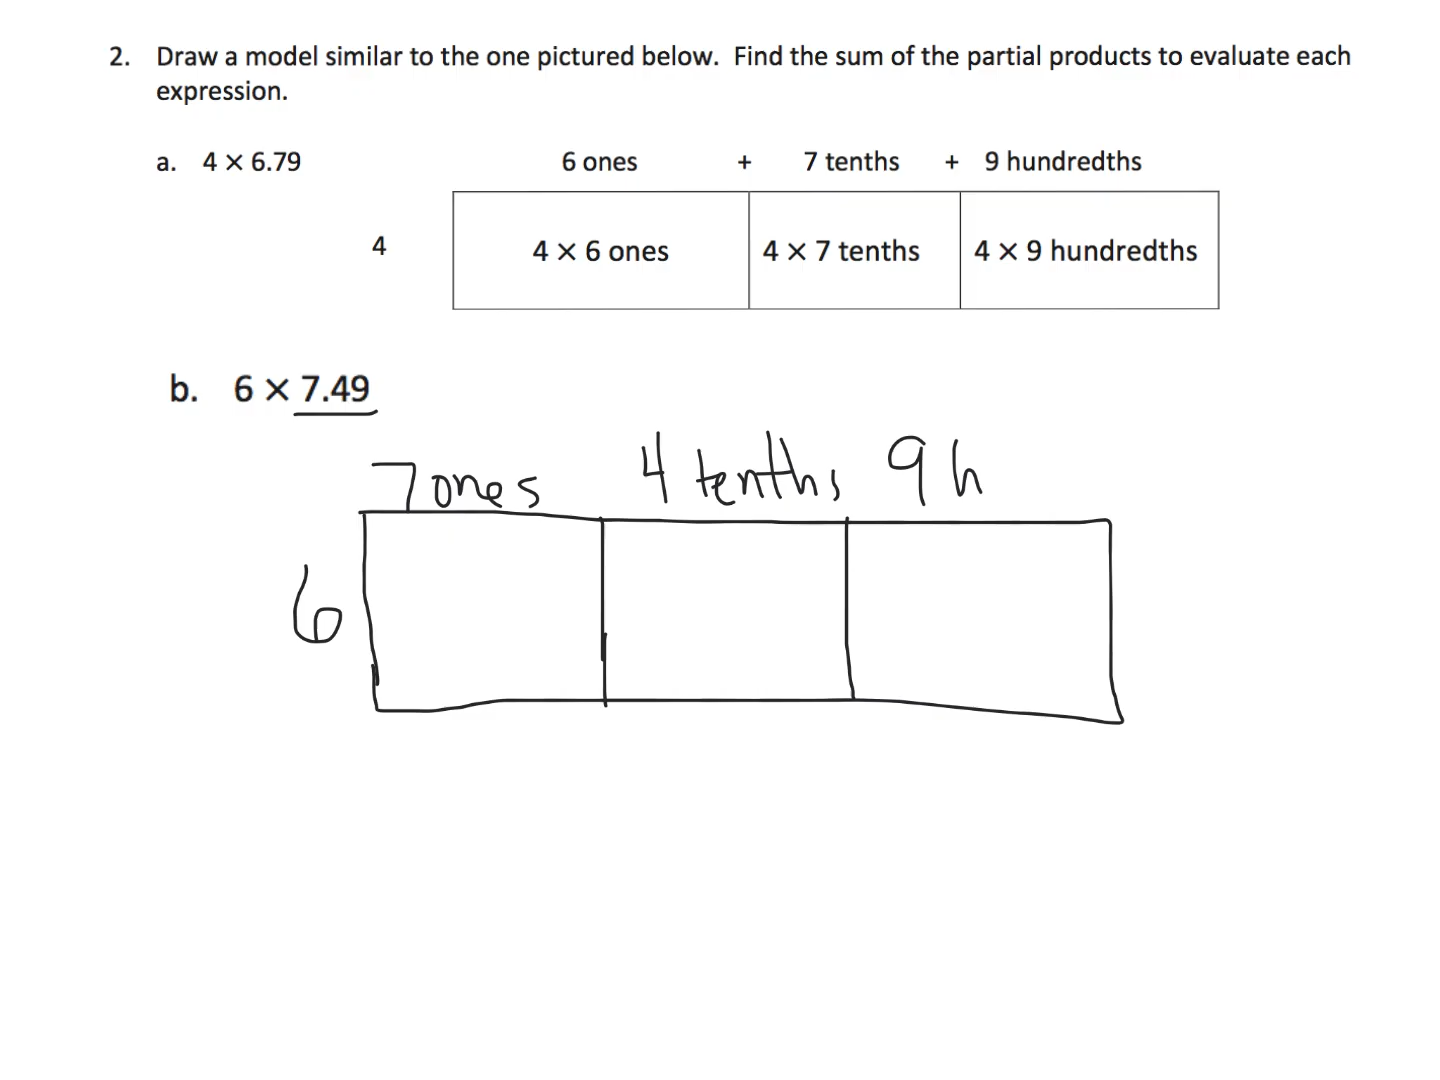 2. Draw a model similar to the one pictured below. Find the sum of the partial products to evaluate each
expression.
a. 4 × 6.79 6 ones + 7 tenths + 9 hundredths
4 4 × 6 ones 4 × 7 tenths 4 × 9 hundredths
b. 6 × 7.49
7 ones 4 tenths 9 h
6